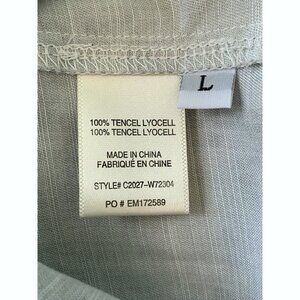 L
100% TENCEL LYOCELL
100% TENCEL LYOCELL
MADE IN CHINA
FABRIQUÉ EN CHINE
STYLE# C2027-W72304
PO # EM172589